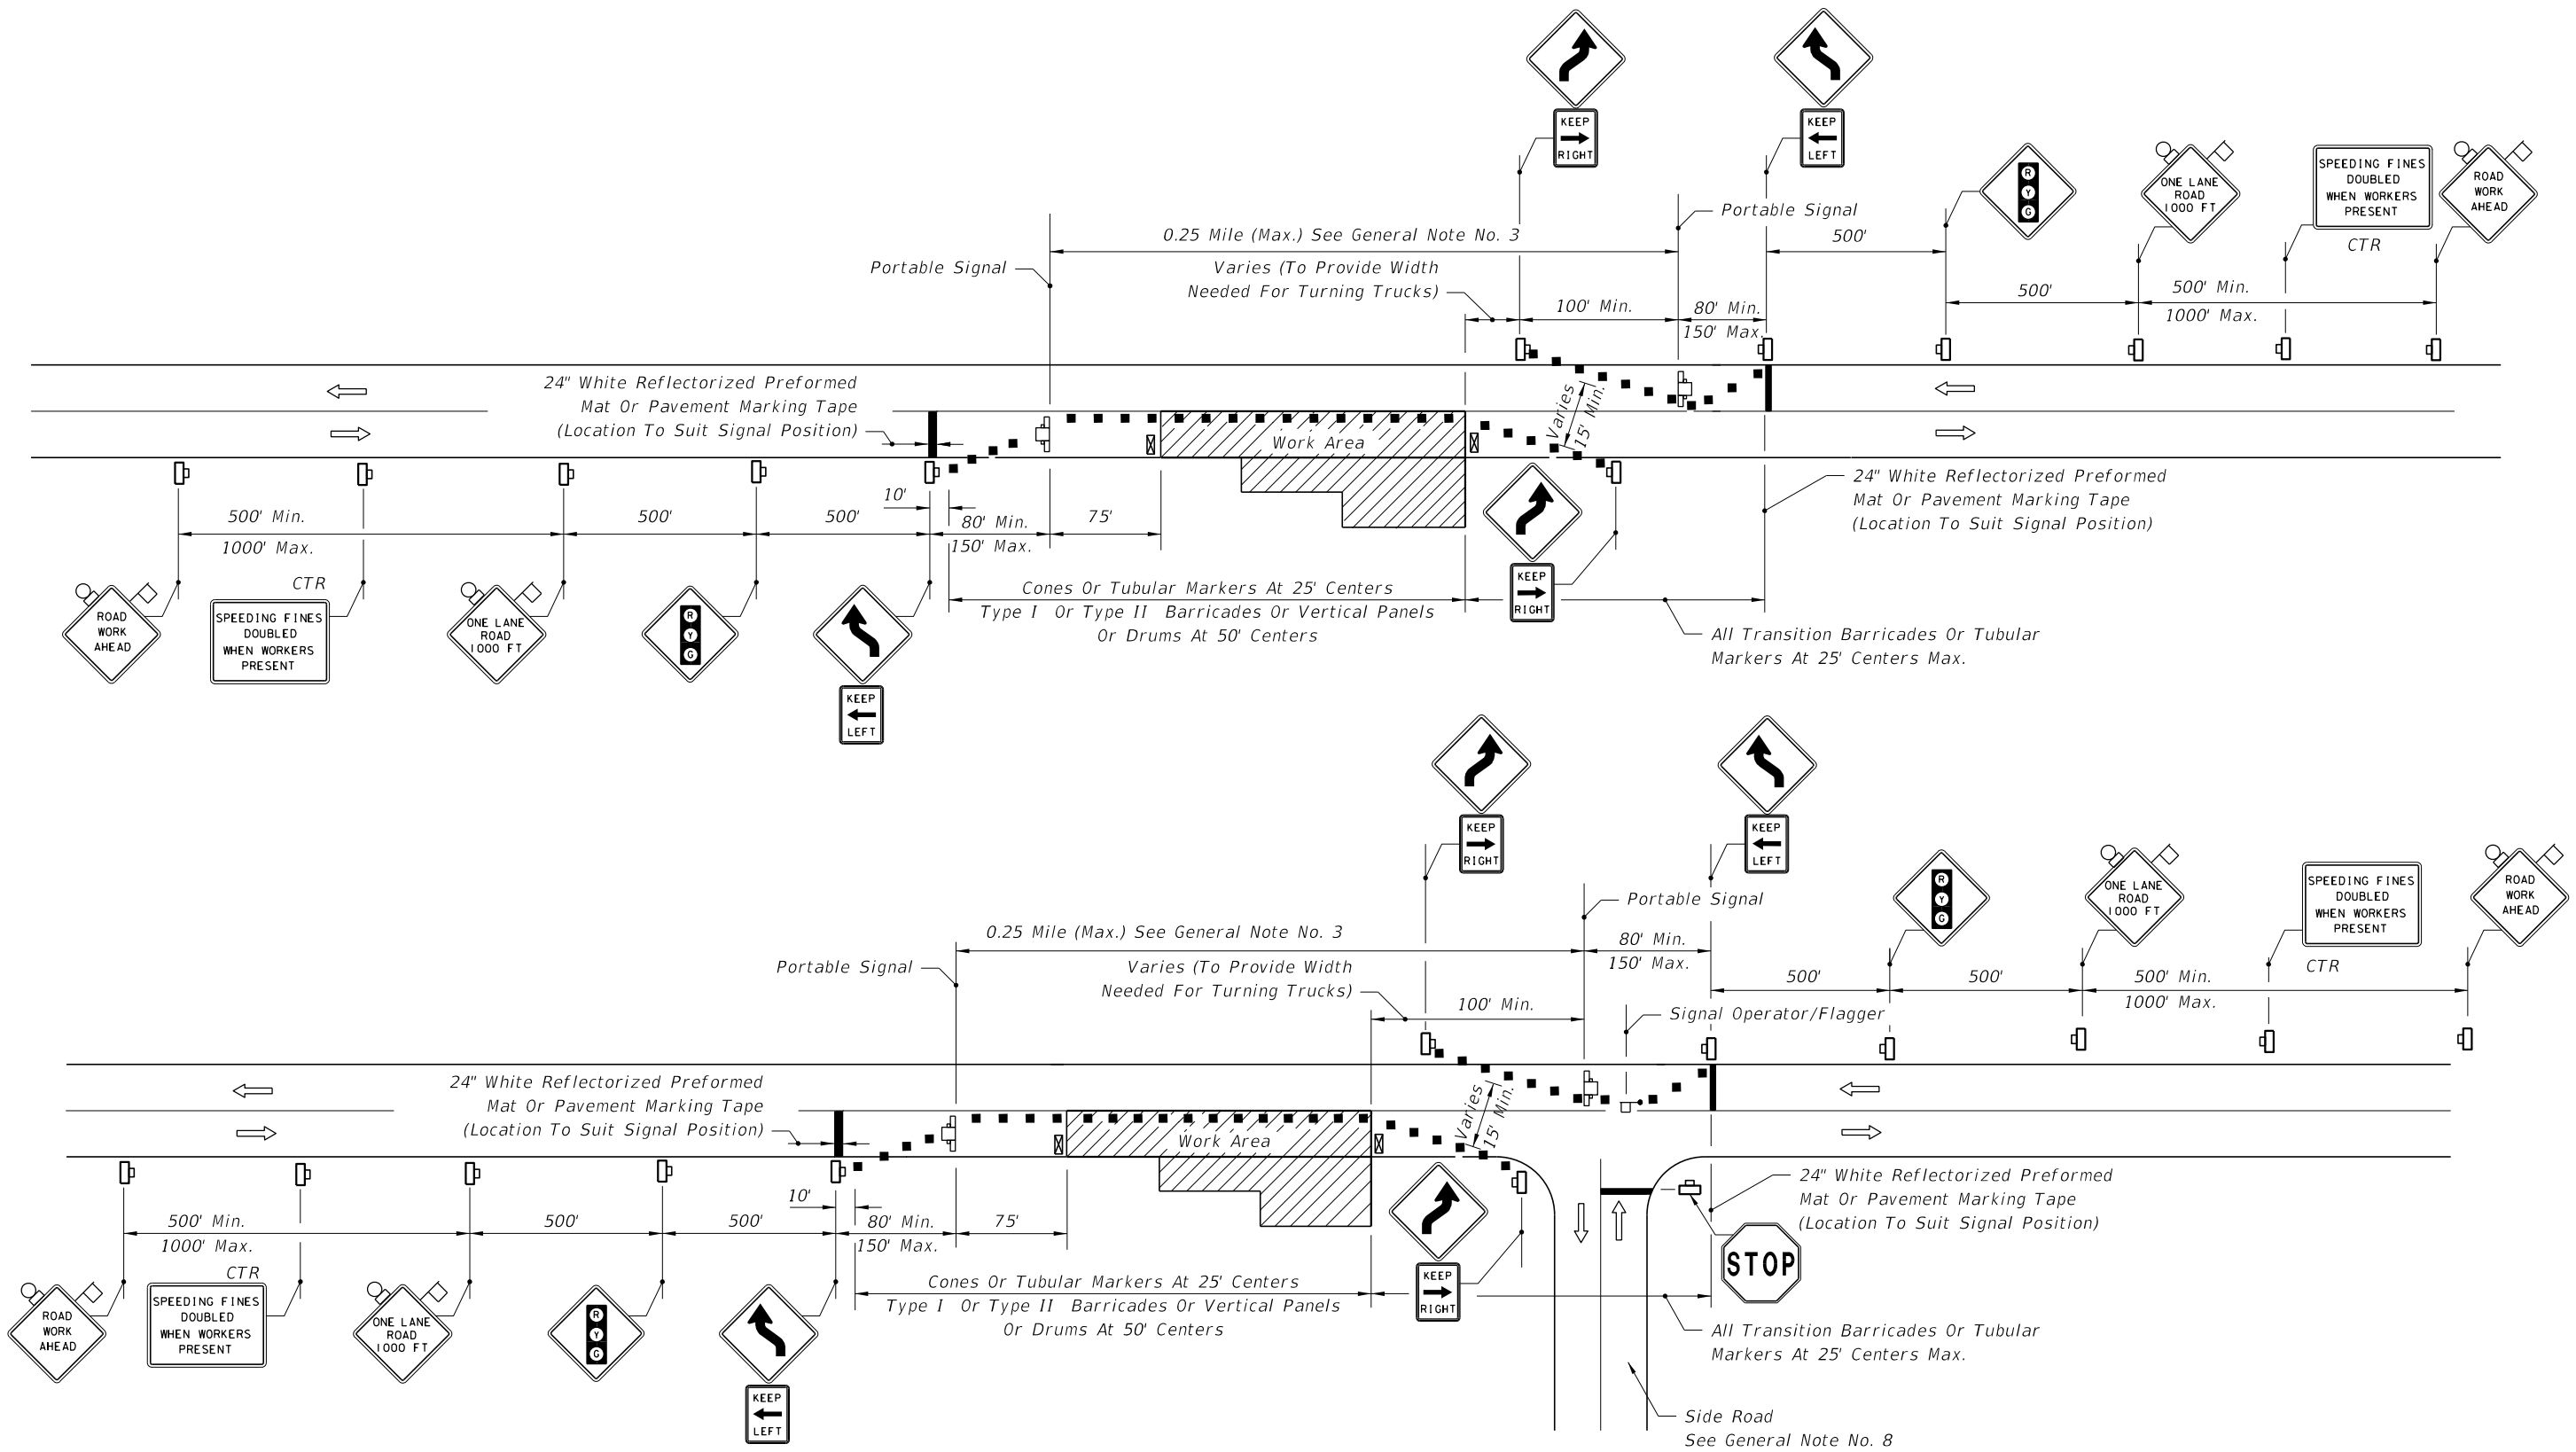 KEEP
RIGHT
KEEP
LEFT
R
Y
G
ONE LANE
ROAD
1000 FT
SPEEDING FINES
DOUBLED
WHEN WORKERS
PRESENT
CTR
ROAD
WORK
AHEAD
Portable Signal
0.25 Mile (Max.) See General Note No. 3
500'
Portable Signal
Varies (To Provide Width
Needed For Turning Trucks)
100' Min.
80' Min.
150' Max.
500'
500' Min.
1000' Max.
24" White Reflectorized Preformed
Mat Or Pavement Marking Tape
(Location To Suit Signal Position)
Work Area
Varies
15' Min.
24" White Reflectorized Preformed
Mat Or Pavement Marking Tape
(Location To Suit Signal Position)
10'
500' Min.
1000' Max.
500'
500'
80' Min.
150' Max.
75'
CTR
ROAD
WORK
AHEAD
SPEEDING FINES
DOUBLED
WHEN WORKERS
PRESENT
ONE LANE
ROAD
1000 FT
R
Y
G
KEEP
LEFT
Cones Or Tubular Markers At 25' Centers
Type I Or Type II Barricades Or Vertical Panels
Or Drums At 50' Centers
KEEP
RIGHT
All Transition Barricades Or Tubular
Markers At 25' Centers Max.
KEEP
RIGHT
KEEP
LEFT
R
Y
G
ONE LANE
ROAD
1000 FT
SPEEDING FINES
DOUBLED
WHEN WORKERS
PRESENT
CTR
ROAD
WORK
AHEAD
Portable Signal
0.25 Mile (Max.) See General Note No. 3
80' Min.
150' Max.
Portable Signal
Varies (To Provide Width
Needed For Turning Trucks)
100' Min.
500'
500'
500' Min.
1000' Max.
Signal Operator/Flagger
24" White Reflectorized Preformed
Mat Or Pavement Marking Tape
(Location To Suit Signal Position)
Work Area
Varies
15' Min.
24" White Reflectorized Preformed
Mat Or Pavement Marking Tape
(Location To Suit Signal Position)
10'
500' Min.
1000' Max.
500'
500'
80' Min.
150' Max.
75'
STOP
CTR
ROAD
WORK
AHEAD
SPEEDING FINES
DOUBLED
WHEN WORKERS
PRESENT
ONE LANE
ROAD
1000 FT
R
Y
G
KEEP
LEFT
Cones Or Tubular Markers At 25' Centers
Type I Or Type II Barricades Or Vertical Panels
Or Drums At 50' Centers
KEEP
RIGHT
All Transition Barricades Or Tubular
Markers At 25' Centers Max.
Side Road
See General Note No. 8